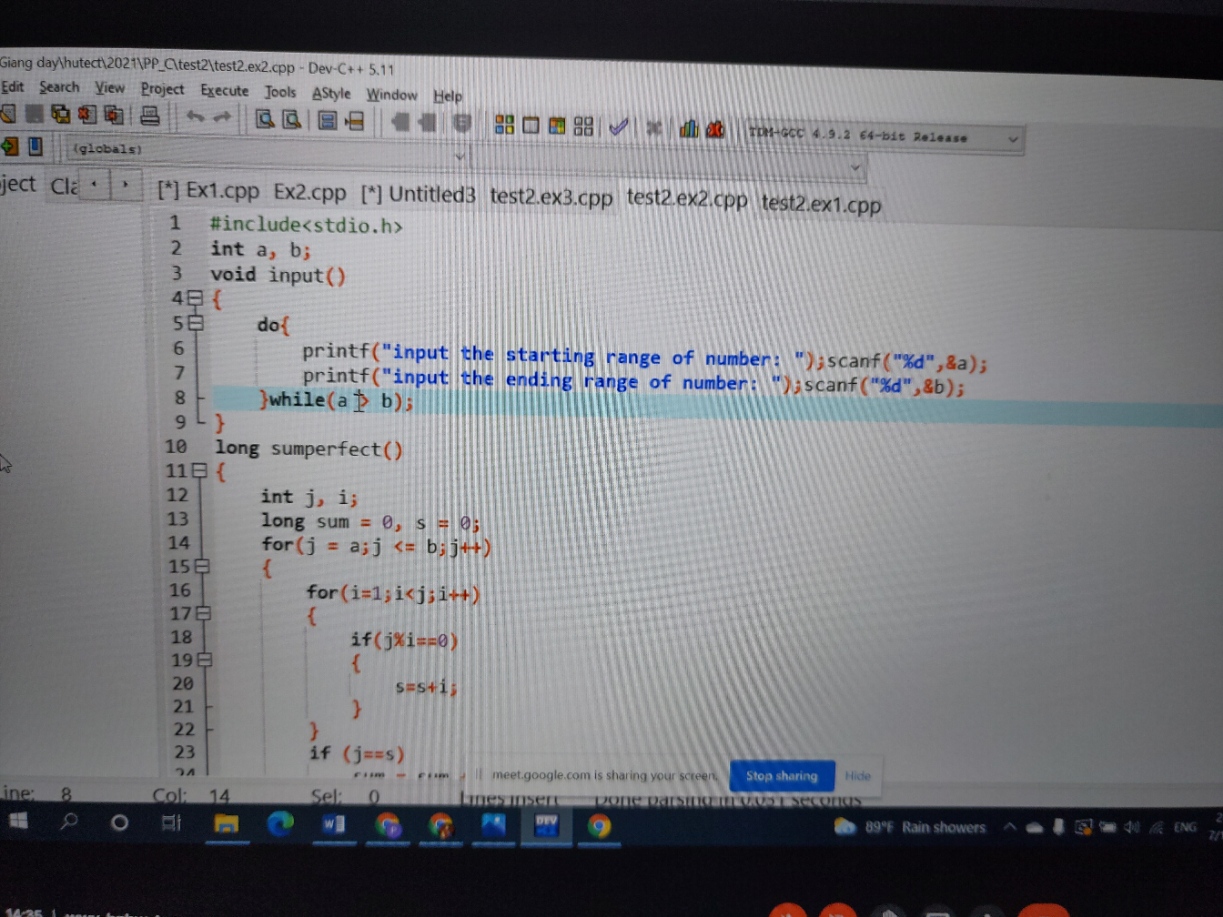 Giang day\hutect\2021\PP_C\test2\test2.ex2.cpp - Dev-C++ 5.11
Edit Search View Project Execute Tools AStyle Window Help
TDM-GCC 4.9.2 64-bit Release
(globals)
ject Cla [*] Ex1.cpp Ex2.cpp [*] Untitled3 test2.ex3.cpp test2.ex2.cpp test2.ex1.cpp
1 #include<stdio.h>
2 int a, b;
3 void input()
4 {
5 do{
6 printf("input the starting range of number: ");scanf("%d",&a);
7 printf("input the ending range of number: ");scanf("%d",&b);
8 }while(a > b);
9 }
10 long sumperfect()
11 {
12 int j, i;
13 long sum = 0, s = 0;
14 for(j = a;j <= b;j++)
15 {
16 for(i=1;i<j;i++)
17 {
18 if(j%i==0)
19 {
20 s=s+i;
21 }
22 }
23 if (j==s)
24
meet.google.com is sharing your screen. Stop sharing Hide
ine: 8 Col: 14 Sel: 0 Lines Insert Done parsing in 0.031 seconds
89°F Rain showers ENG
14:35